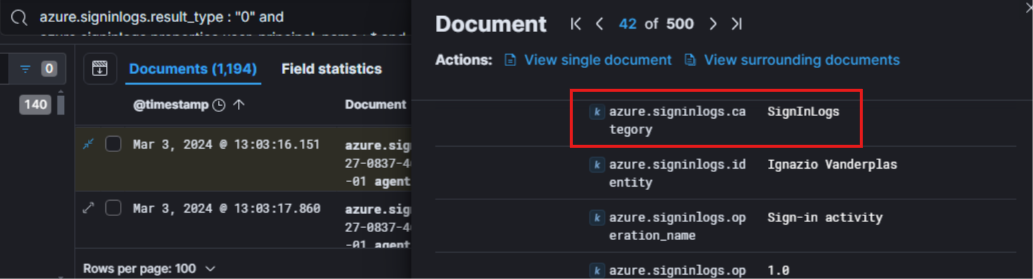 azure.signinlogs.result_type : "0" and
0
140
Documents (1,194) Field statistics
@timestamp Document
Mar 3, 2024 @ 13:03:16.151 azure.sig
27-0837-4
-01 agent
Mar 3, 2024 @ 13:03:17.860 azure.sig
27-0837-4
-01 agent
Rows per page: 100
Document 42 of 500
Actions: View single document View surrounding documents
k azure.signinlogs.ca SignInLogs
tegory
k azure.signinlogs.id Ignazio Vanderplas
entity
k azure.signinlogs.op Sign-in activity
eration_name
k azure.signinlogs.op 1.0